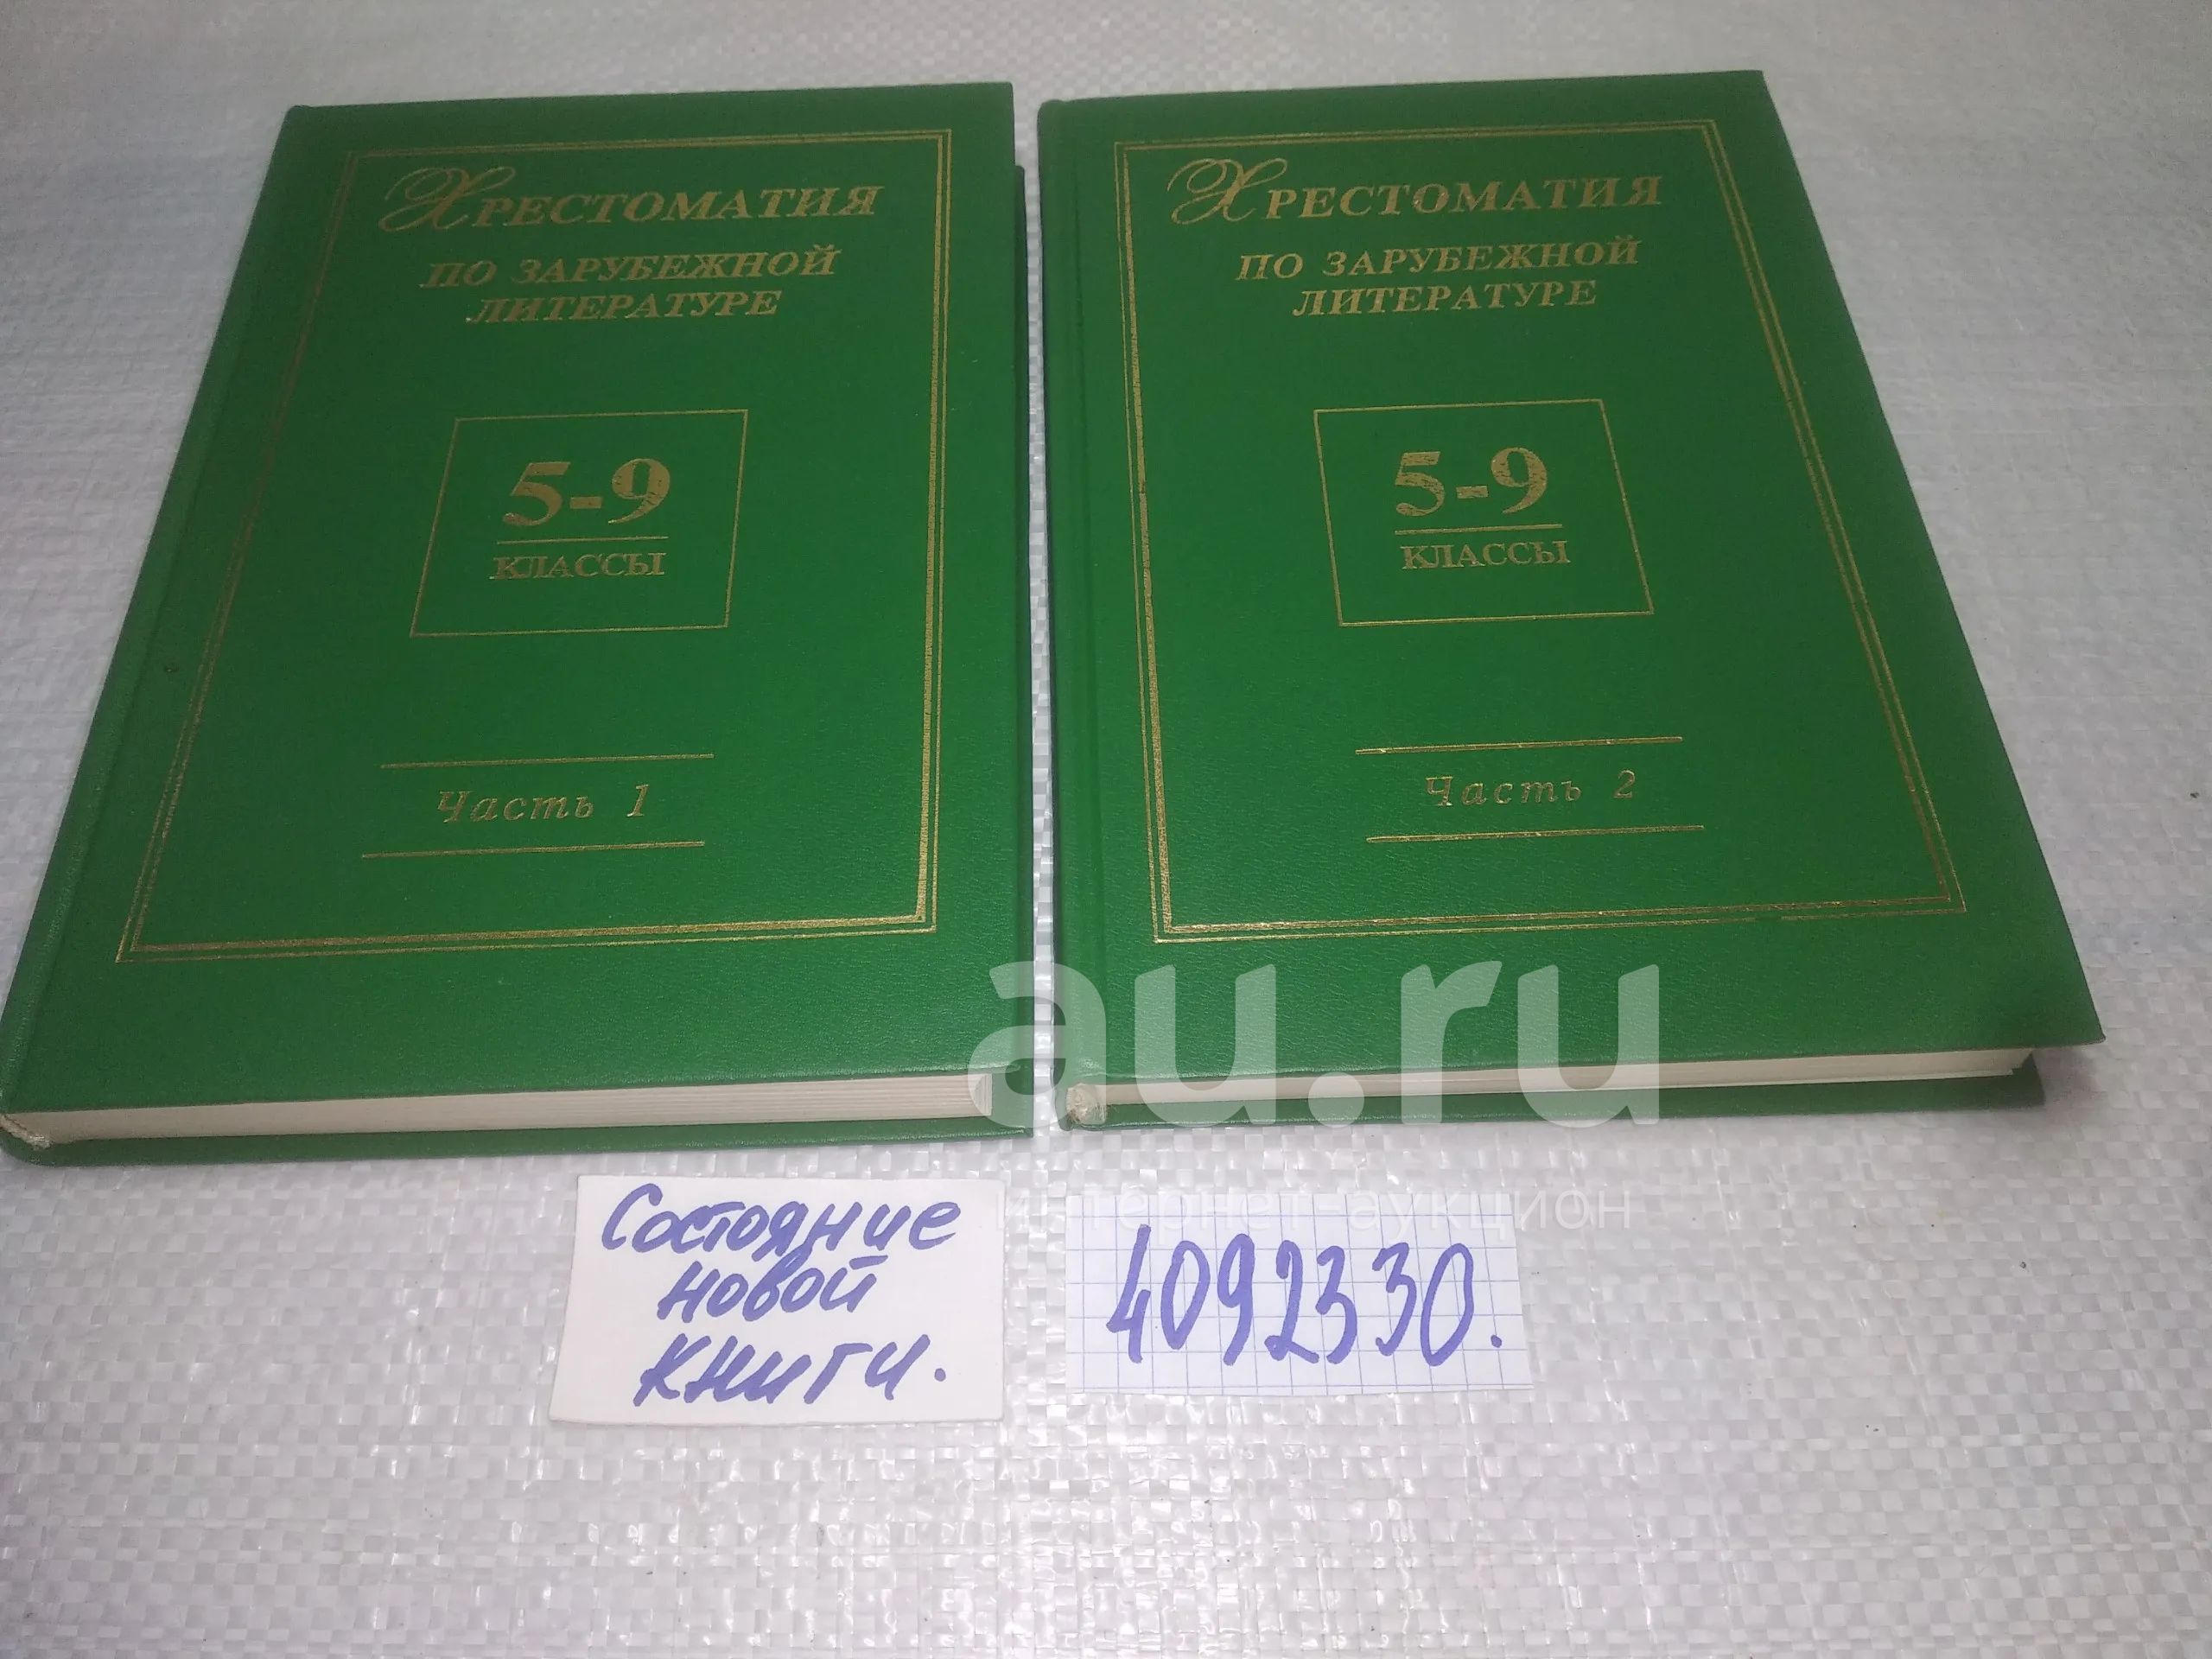 Хрестоматия
по зарубежной
литературе
5-9
классы
Часть 1
Хрестоматия
по зарубежной
литературе
5-9
классы
Часть 2
au.ru
интернет-аукцион
Состояние
новой
книги.
4092330.